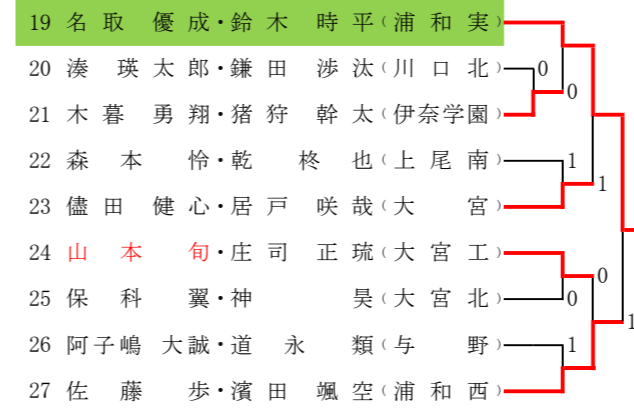 19 名取 優成・鈴木 時平(浦和実)
20 湊 瑛太郎・鎌田 渉汰(川口北) 0
0
21 木暮 勇翔・猪狩 幹太(伊奈学園)
22 森本 怜・乾 柊也(上尾南) 1
1
23 儘田 健心・居戸 咲哉(大宮)
24 山本 旬・庄司 正琉(大宮工)
0
25 保科 翼・神 昊(大宮北) 0
1
26 阿子嶋 大誠・道永 類(与野) 1
27 佐藤 歩・濱田 颯空(浦和西)